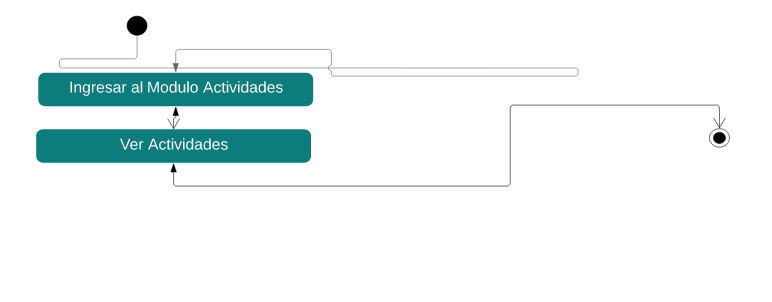 Ingresar al Modulo Actividades
Ver Actividades